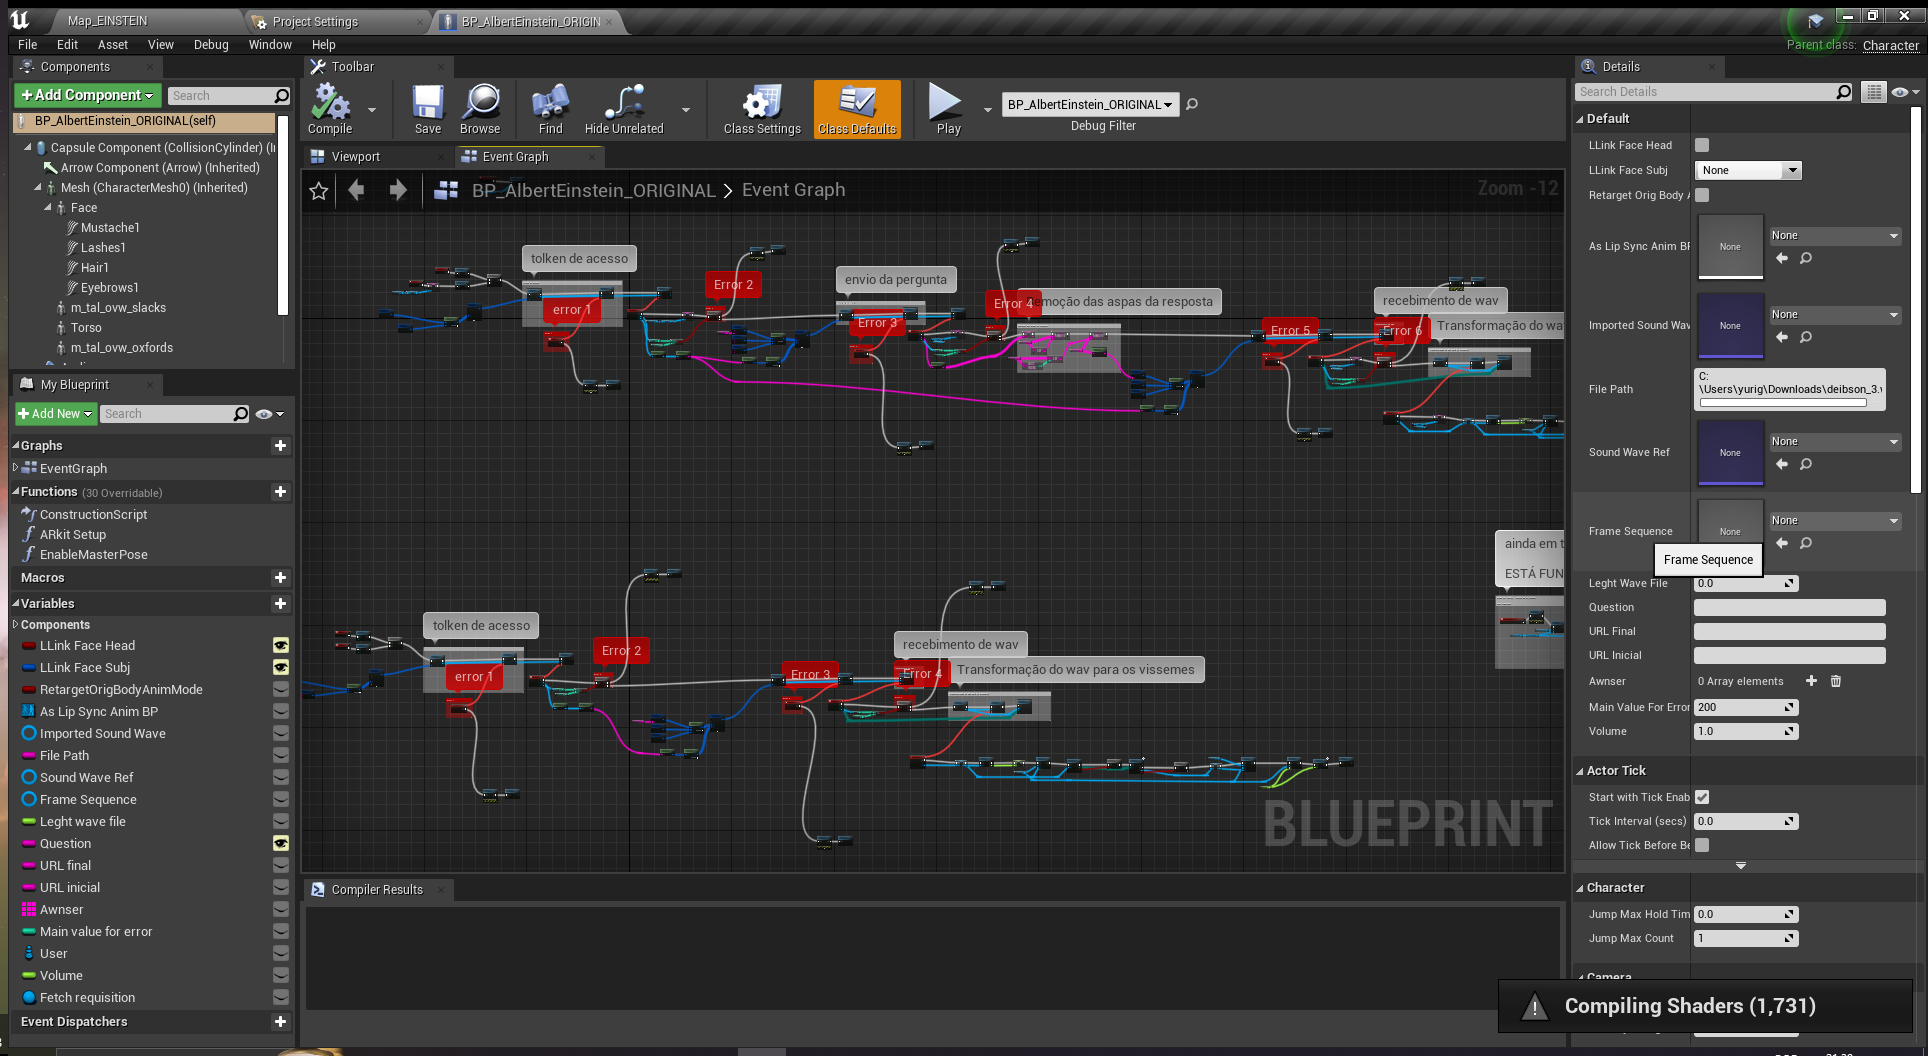 Map_EINSTEIN
Project Settings
BP_AlbertEinstein_ORIGIN
File Edit Asset View Debug Window Help
Parent class: Character
Components
Add Component
Search
BP_AlbertEinstein_ORIGINAL(self)
Capsule Component (CollisionCylinder) (I
Arrow Component (Arrow) (Inherited)
Mesh (CharacterMesh0) (Inherited)
Face
Mustache1
Lashes1
Hair1
Eyebrows1
m_tal_ovw_slacks
Torso
m_tal_ovw_oxfords
My Blueprint
Add New
Search
Graphs
EventGraph
Functions (30 Overridable)
ConstructionScript
ARkit Setup
EnableMasterPose
Macros
Variables
Components
LLink Face Head
LLink Face Subj
RetargetOrigBodyAnimMode
As Lip Sync Anim BP
Imported Sound Wave
File Path
Sound Wave Ref
Frame Sequence
Leght wave file
Question
URL final
URL inicial
Awnser
Main value for error
User
Volume
Fetch requisition
Event Dispatchers
Toolbar
Compile
Save
Browse
Find
Hide Unrelated
Class Settings
Class Defaults
Play
BP_AlbertEinstein_ORIGINAL
Debug Filter
Viewport
Event Graph
BP_AlbertEinstein_ORIGINAL > Event Graph
Zoom -12
tolken de acesso
error 1
Error 2
envio da pergunta
Error 3
Error 4
emoção das aspas da resposta
Error 5
recebimento de wav
Error 6
Transformação do wa
ainda em t
ESTÁ FUN
tolken de acesso
error 1
Error 2
Error 3
recebimento de wav
Error 4
Transformação do wav para os vissemes
BLUEPRINT
Compiler Results
Details
Search Details
Default
LLink Face Head
LLink Face Subj
None
Retarget Orig Body A
As Lip Sync Anim BP
None
None
Imported Sound Wav
None
None
File Path
C:
\\Users\yurig\Downloads\deibson_3.
Sound Wave Ref
None
None
Frame Sequence
None
None
Frame Sequence
Leght Wave File
0.0
Question
URL Final
URL Inicial
Awnser
0 Array elements
Main Value For Error
200
Volume
1.0
Actor Tick
Start with Tick Enab
Tick Interval (secs)
0.0
Allow Tick Before Be
Character
Jump Max Hold Tim
0.0
Jump Max Count
1
Camera
Compiling Shaders (1,731)